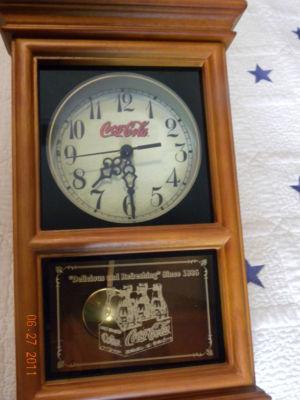 12
11 1
10 2
Coca-Cola
9 3
8 4
7 5
6
"Delicious and Refreshing" Since 1886
Coca-Cola
06 27 2011